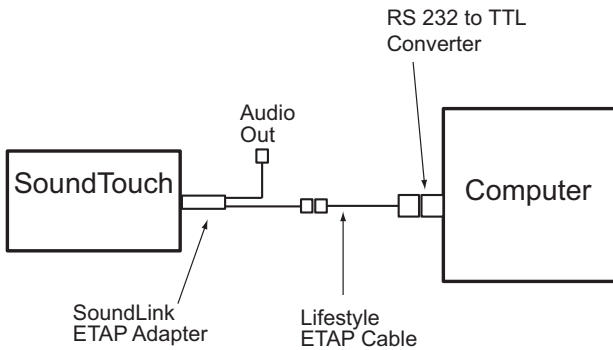 RS 232 to TTL
Converter
Audio
Out
SoundTouch
Computer
SoundLink
ETAP Adapter
Lifestyle
ETAP Cable